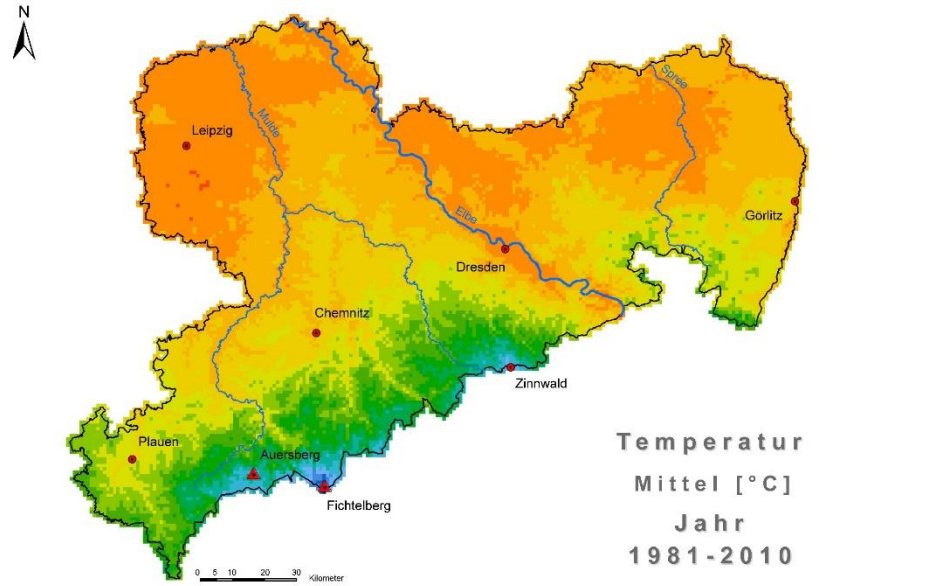 N
Spree
Leipzig
Mulde
Görlitz
Elbe
Dresden
Chemnitz
Zinnwald
Plauen
Auersberg
Fichtelberg
Temperatur
Mittel [°C]
Jahr
1981-2010
0 5 10 20 30 Kilometer